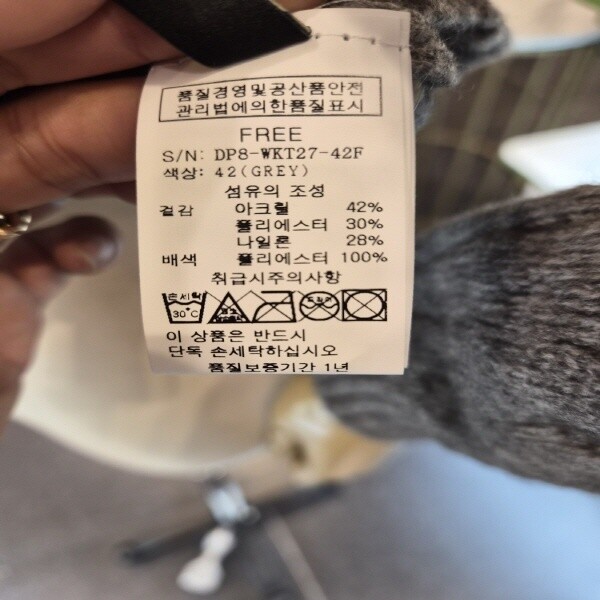 품질경영및공산품안전
관리법에의한품질표시
FREE
S/N: DP8-WKT27-42F
색상: 42(GREY)
섬유의 조성
겉감 아크릴 42%
폴리에스터 30%
나일론 28%
배색 폴리에스터 100%
취급시주의사항
손세탁
30°C
이 상품은 반드시
단독 손세탁하십시오
품질보증기간 1년